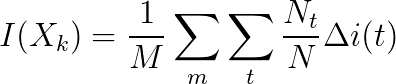 I(X_k) = \frac{1}{M} \sum_{m} \sum_{t} \frac{N_t}{N} \Delta i(t)